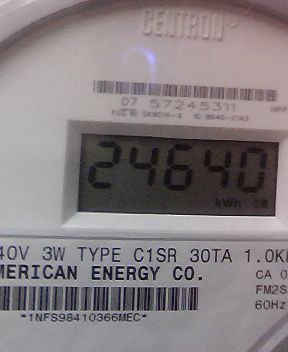 CENTRON
07 57245311
24640
kWh
40V 3W TYPE C1SR 30TA 1.0K
MERICAN ENERGY CO.
CA 0
FM2S
60Hz
*1NFS98410366MEC*